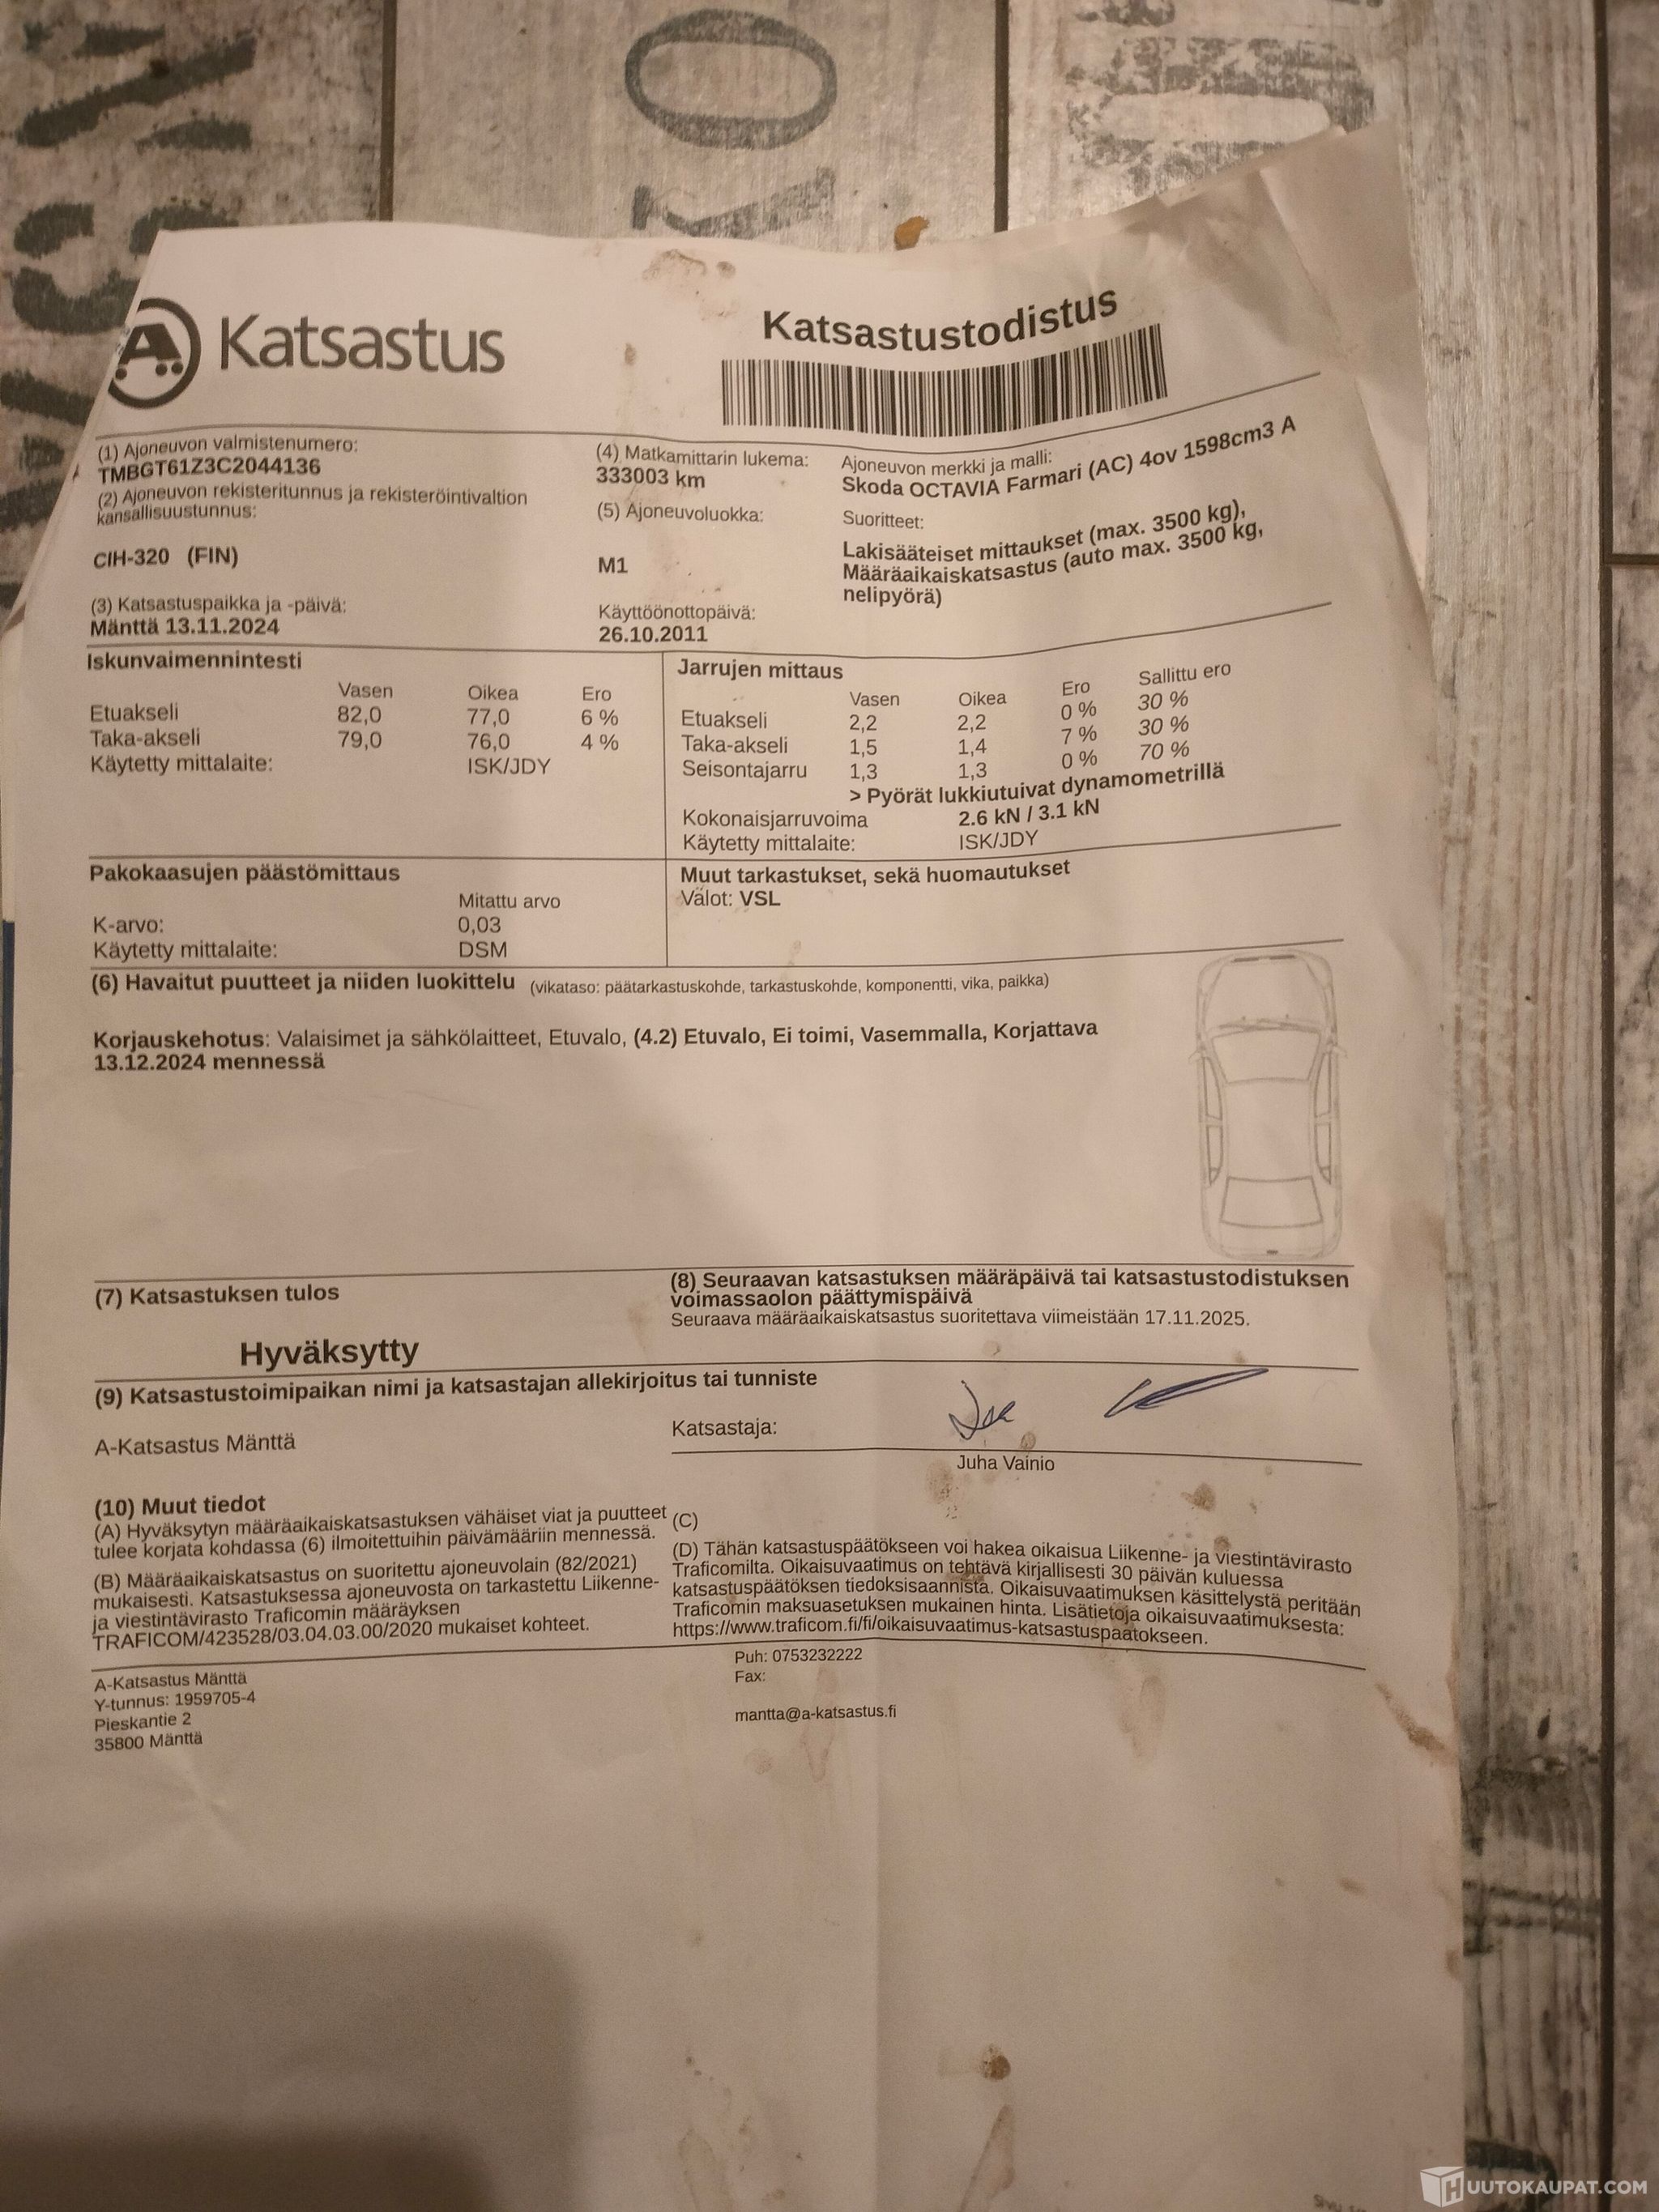 A Katsastus
Katsastustodistus
(1) Ajoneuvon valmistenumero:
TMBGT61Z3C2044136
(2) Ajoneuvon rekisteritunnus ja rekisteröintivaltion
kansallisuustunnus:
CIH-320 (FIN)
(3) Katsastuspaikka ja -päivä:
Mänttä 13.11.2024
(4) Matkamittarin lukema:
333003 km
(5) Ajoneuvoluokka:
M1
Käyttöönottopäivä:
26.10.2011
Ajoneuvon merkki ja malli:
Skoda OCTAVIA Farmari (AC) 4ov 1598cm3 A
Suoritteet:
Lakisääteiset mittaukset (max. 3500 kg),
Määräaikaiskatsastus (auto max. 3500 kg,
nelipyörä)
Iskunvaimennintesti
Vasen Oikea Ero
Etuakseli 82,0 77,0 6 %
Taka-akseli 79,0 76,0 4 %
Käytetty mittalaite: ISK/JDY
Jarrujen mittaus
Vasen Oikea Ero Sallittu ero
Etuakseli 2,2 2,2 0 % 30 %
Taka-akseli 1,5 1,4 7 % 30 %
Seisontajarru 1,3 1,3 0 % 70 %
> Pyörät lukkiutuivat dynamometrillä
Kokonaisjarruvoima 2.6 kN / 3.1 kN
Käytetty mittalaite: ISK/JDY
Pakokaasujen päästömittaus
Mitattu arvo
K-arvo: 0,03
Käytetty mittalaite: DSM
Muut tarkastukset, sekä huomautukset
Valot: VSL
(6) Havaitut puutteet ja niiden luokittelu (vikataso: päätarkastuskohde, tarkastuskohde, komponentti, vika, paikka)
Korjauskehotus: Valaisimet ja sähkölaitteet, Etuvalo, (4.2) Etuvalo, Ei toimi, Vasemmalla, Korjattava
13.12.2024 mennessä
(7) Katsastuksen tulos
Hyväksytty
(8) Seuraavan katsastuksen määräpäivä tai katsastustodistuksen
voimassaolon päättymispäivä
Seuraava määräaikaiskatsastus suoritettava viimeistään 17.11.2025.
(9) Katsastustoimipaikan nimi ja katsastajan allekirjoitus tai tunniste
A-Katsastus Mänttä
Katsastaja:
Juha Vainio
(10) Muut tiedot
(A) Hyväksytyn määräaikaiskatsastuksen vähäiset viat ja puutteet
tulee korjata kohdassa (6) ilmoitettuihin päivämääriin mennessä.
(B) Määräaikaiskatsastus on suoritettu ajoneuvolain (82/2021)
mukaisesti. Katsastuksessa ajoneuvosta on tarkastettu Liikenne-
ja viestintävirasto Traficomin määräyksen
TRAFICOM/423528/03.04.03.00/2020 mukaiset kohteet.
(C)
(D) Tähän katsastuspäätökseen voi hakea oikaisua Liikenne- ja viestintävirasto
Traficomilta. Oikaisuvaatimus on tehtävä kirjallisesti 30 päivän kuluessa
katsastuspäätöksen tiedoksisaannista. Oikaisuvaatimuksen käsittelystä peritään
Traficomin maksuasetuksen mukainen hinta. Lisätietoja oikaisuvaatimuksesta:
https://www.traficom.fi/fi/oikaisuvaatimus-katsastuspaatokseen.
A-Katsastus Mänttä
Y-tunnus: 1959705-4
Pieskantie 2
35800 Mänttä
Puh: 0753232222
Fax:
mantta@a-katsastus.fi
HUUTOKAUPAT.COM